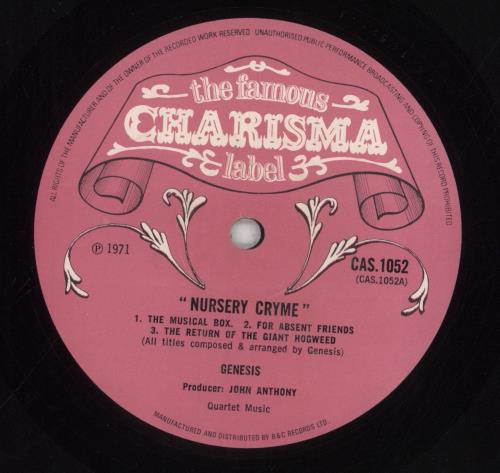 ALL RIGHTS OF THE MANUFACTURER AND OF THE OWNER OF THE RECORDED WORK RESERVED UNAUTHORISED PUBLIC PERFORMANCE BROADCASTING AND COPYING OF THIS RECORD PROHIBITED
the famous
CHARISMA
label
℗ 1971
CAS.1052
(CAS.1052A)
"NURSERY CRYME"
1. THE MUSICAL BOX. 2. FOR ABSENT FRIENDS
3. THE RETURN OF THE GIANT HOGWEED
(All titles composed & arranged by Genesis)
GENESIS
Producer: JOHN ANTHONY
Quartet Music
MANUFACTURED AND DISTRIBUTED BY B&C RECORDS LTD.